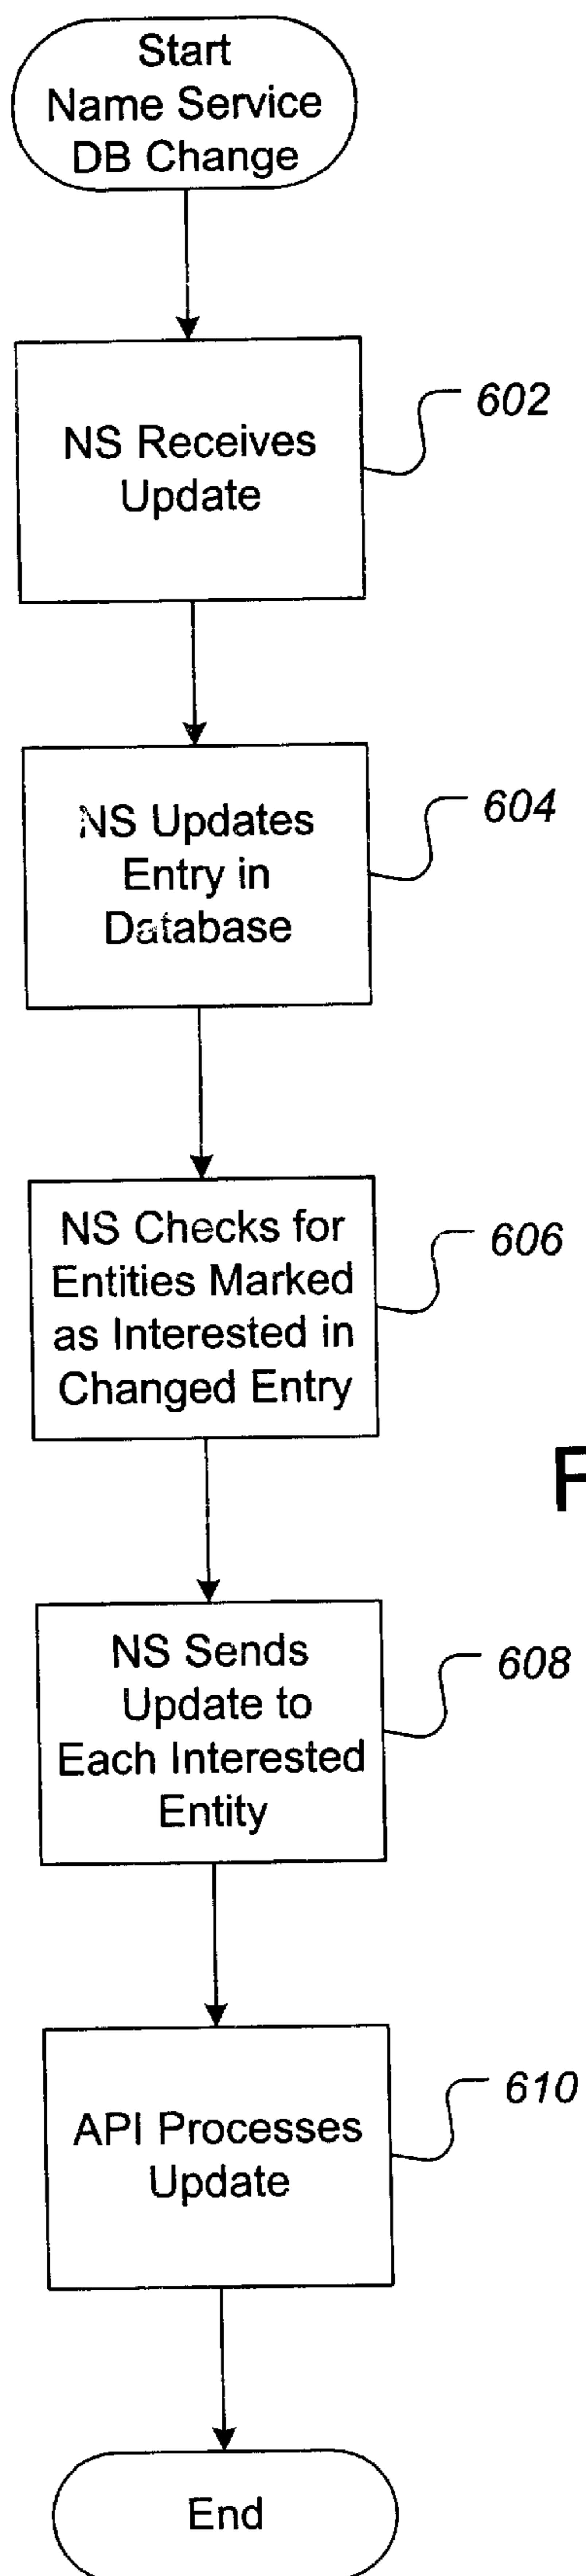 Start
Name Service
DB Change
NS Receives
Update
602
NS Updates
Entry in
Database
604
NS Checks for
Entities Marked
as Interested in
Changed Entry
606
F
NS Sends
Update to
Each Interested
Entity
608
API Processes
Update
610
End